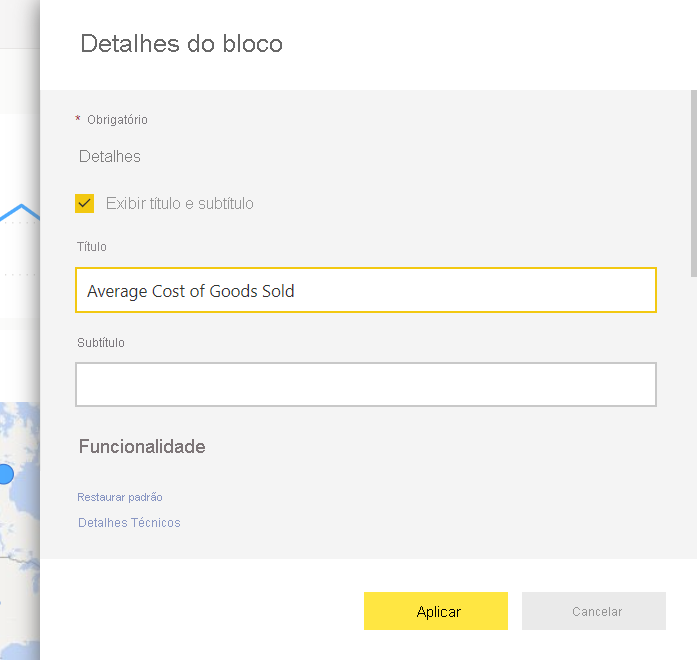 Detalhes do bloco
* Obrigatório
Detalhes
Exibir título e subtítulo
Título
Average Cost of Goods Sold
Subtítulo
Funcionalidade
Restaurar padrão
Detalhes Técnicos
Aplicar
Cancelar